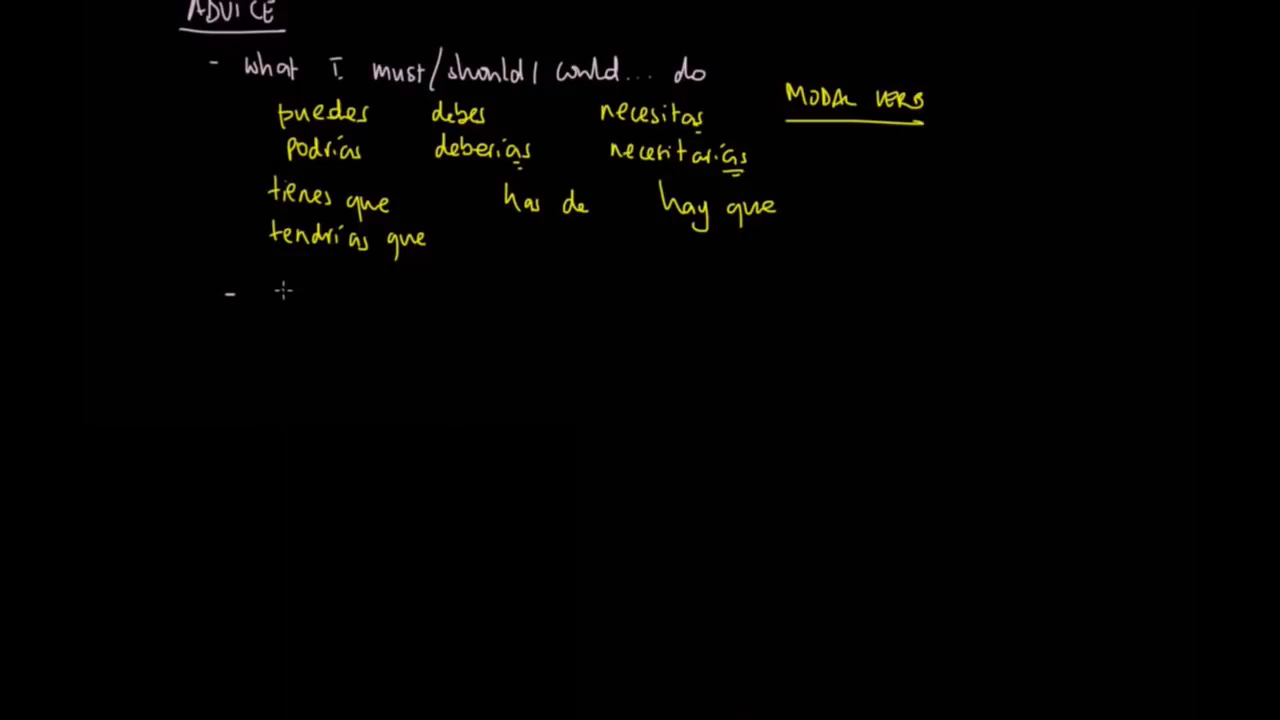 ADVICE
- what I must/should/could... do
MODAL VERB
puedes debes necesitas
podrías deberías necesitarías
tienes que has de hay que
tendrías que
-